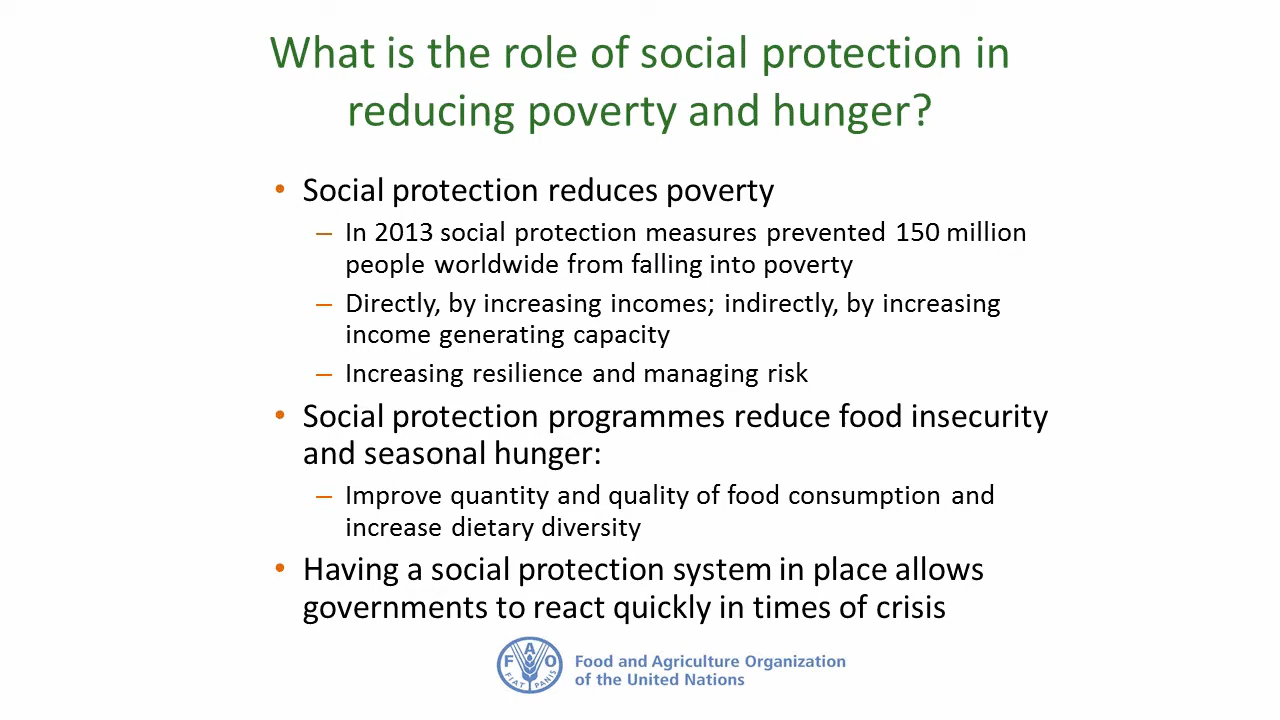 What is the role of social protection in
reducing poverty and hunger?
• Social protection reduces poverty
– In 2013 social protection measures prevented 150 million
people worldwide from falling into poverty
– Directly, by increasing incomes; indirectly, by increasing
income generating capacity
– Increasing resilience and managing risk
• Social protection programmes reduce food insecurity
and seasonal hunger:
– Improve quantity and quality of food consumption and
increase dietary diversity
• Having a social protection system in place allows
governments to react quickly in times of crisis
F A O
FIAT PANIS
Food and Agriculture Organization
of the United Nations